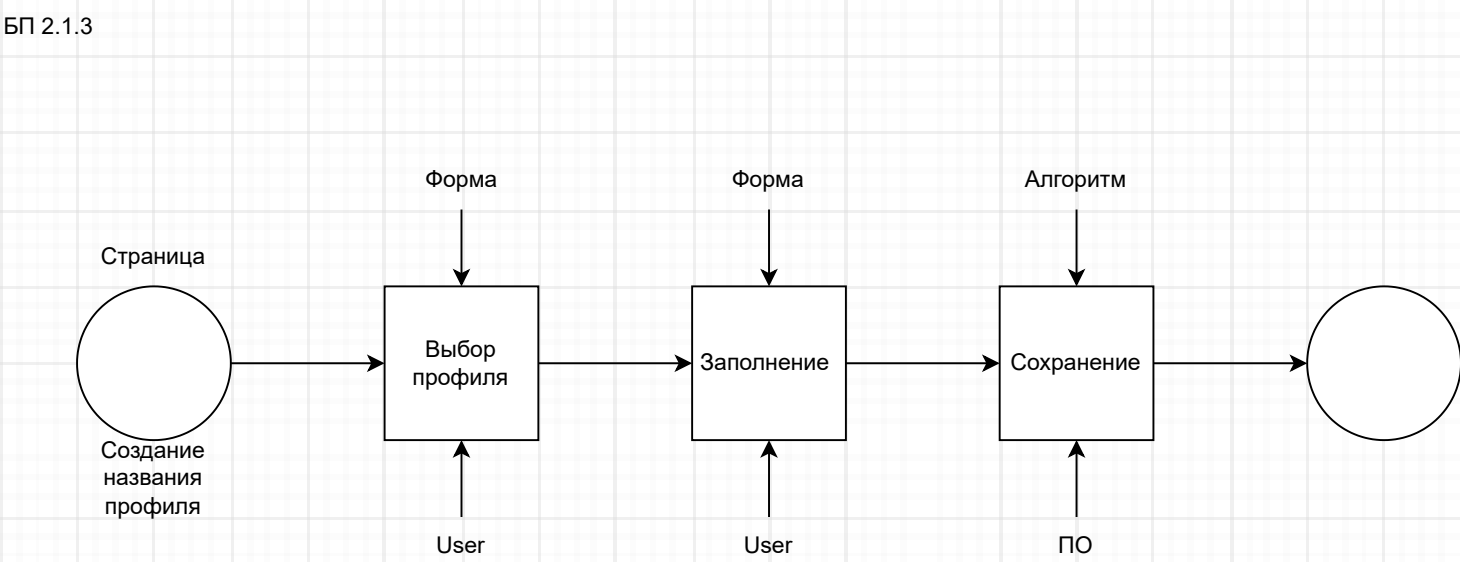 БП 2.1.3
Форма
Форма
Алгоритм
Страница
Выбор
профиля
Заполнение
Сохранение
Создание
названия
профиля
User
User
ПО